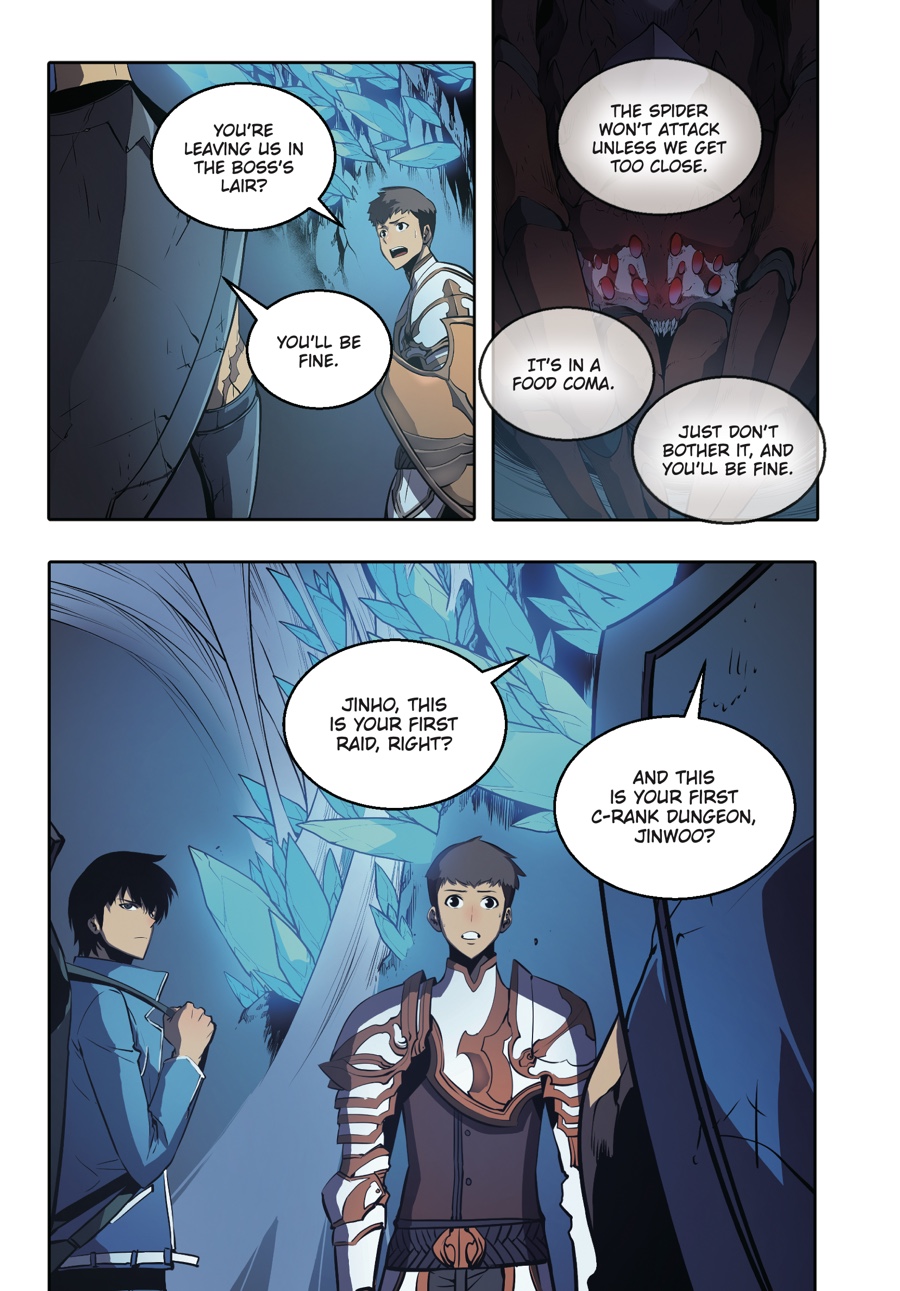 YOU'RE
LEAVING US IN
THE BOSS'S
LAIR?
YOU'LL BE
FINE.
THE SPIDER
WON'T ATTACK
UNLESS WE GET
TOO CLOSE.
IT'S IN A
FOOD COMA.
JUST DON'T
BOTHER IT, AND
YOU'LL BE FINE.
JINHO, THIS
IS YOUR FIRST
RAID, RIGHT?
AND THIS
IS YOUR FIRST
C-RANK DUNGEON,
JINWOO?